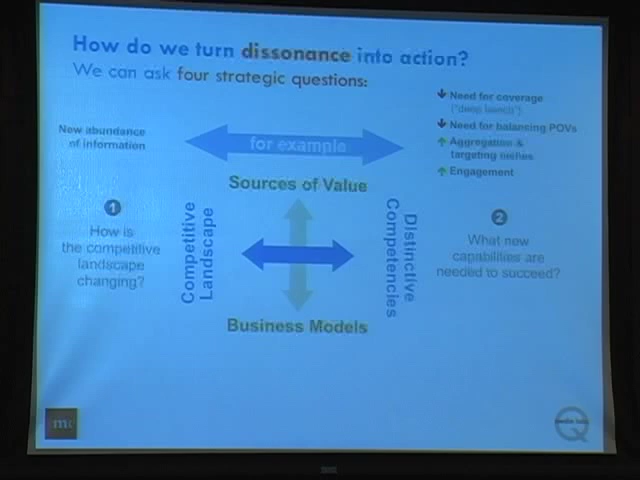 How do we turn dissonance into action?
We can ask four strategic questions:
New abundance
of information
for example
Need for coverage
("deep bench")
Need for balancing POVs
Aggregation &
targeting niches
Engagement
Sources of Value
1
How is
the competitive
landscape
changing?
Competitive
Landscape
Distinctive
Competencies
2
What new
capabilities are
needed to succeed?
Business Models